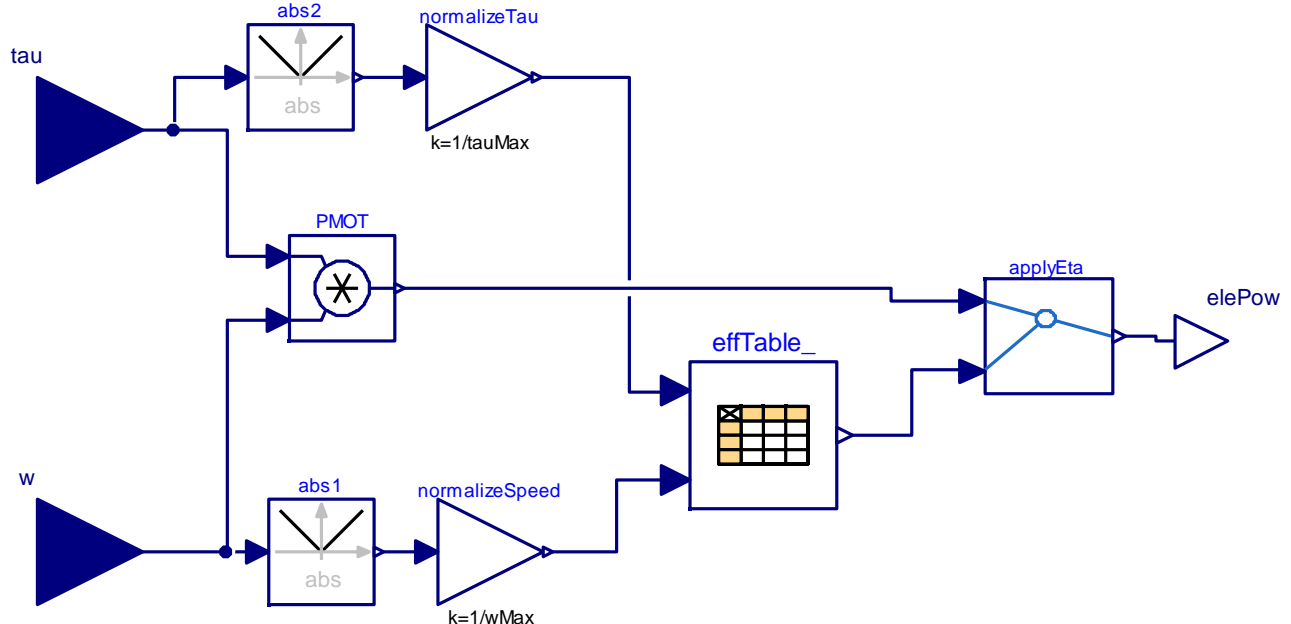 abs2
normalizeTau
tau
abs
k=1/tauMax
PMOT
applyEta
elePow
effTable_
w
abs1
normalizeSpeed
abs
k=1/wMax